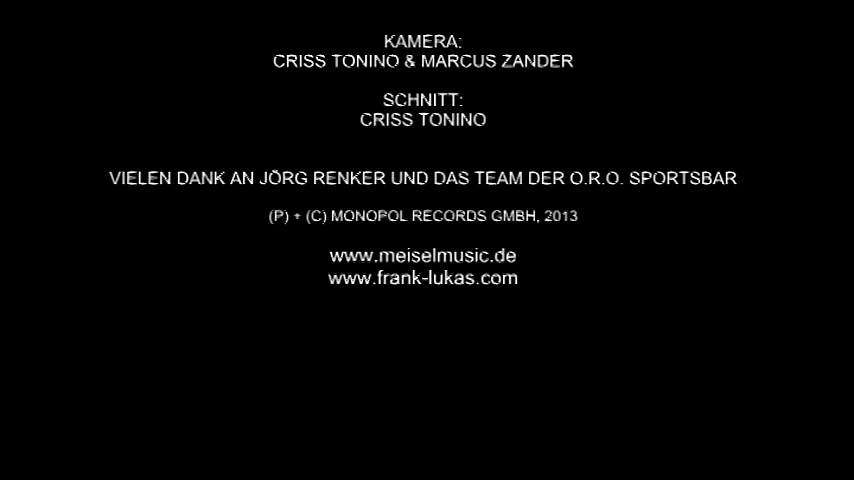 KAMERA:
CRISS TONINO & MARCUS ZANDER
SCHNITT:
CRISS TONINO
VIELEN DANK AN JÖRG RENKER UND DAS TEAM DER O.R.O. SPORTSBAR
(P) + (C) MONOPOL RECORDS GMBH, 2013
www.meiselmusic.de
www.frank-lukas.com